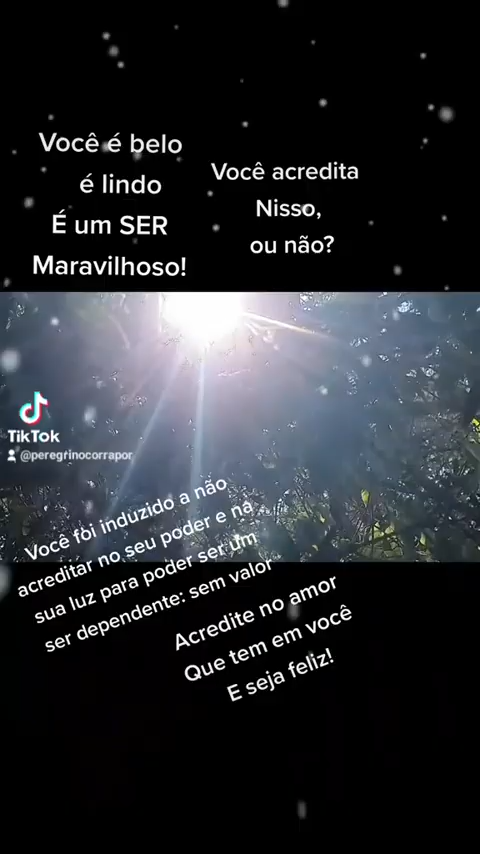 Você é belo
é lindo
É um SER
Maravilhoso!
Você acredita
Nisso,
ou não?
TikTok
@peregrinocorrapor
Você foi induzido a não
acreditar no seu poder e na
sua luz para poder ser um
ser dependente: sem valor
Acredite no amor
Que tem em você
E seja feliz!